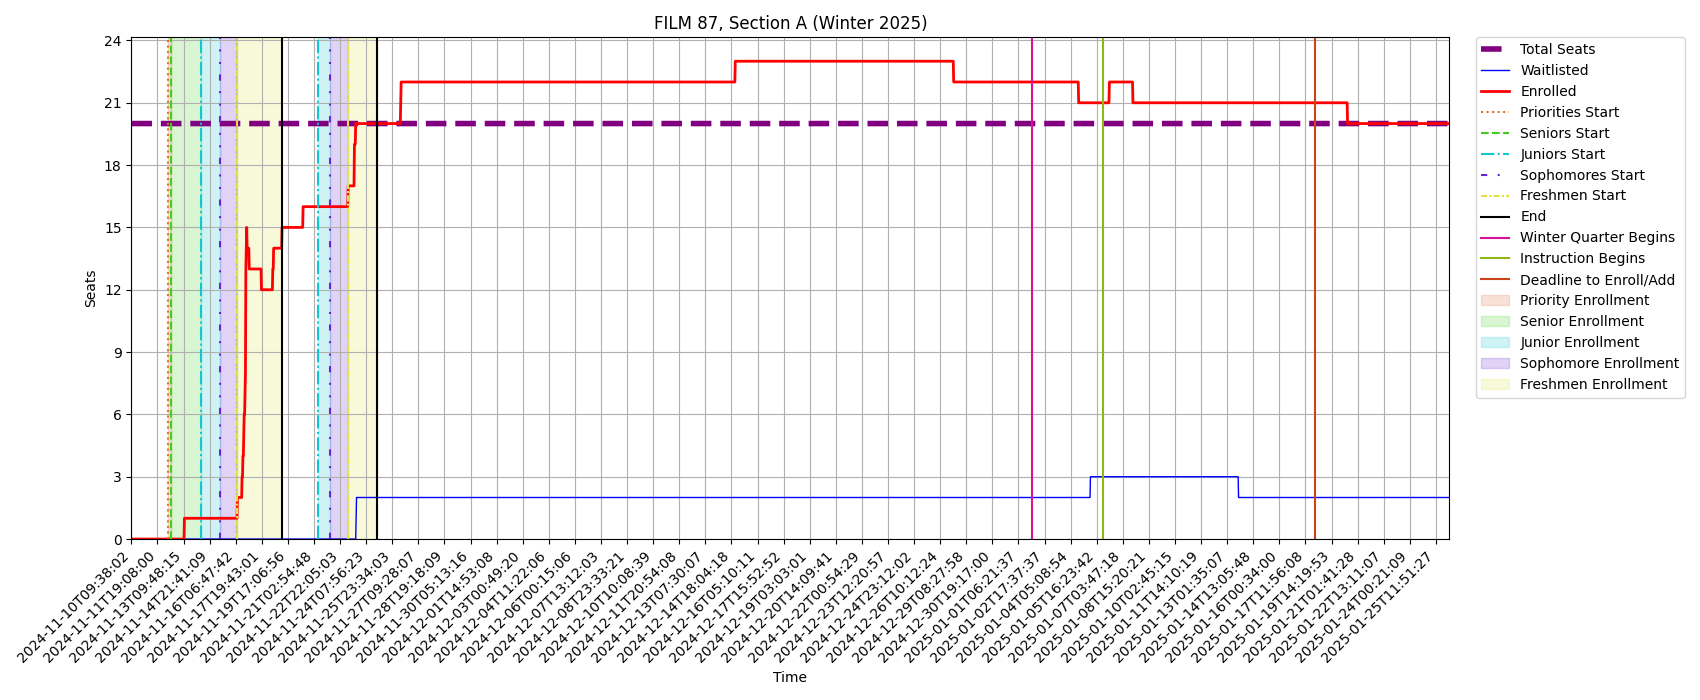 FILM 87, Section A (Winter 2025)
24
21
18
15
12
9
6
3
0
Seats
2024-11-10T09:38:02
2024-11-11T19:08:00
2024-11-13T09:48:15
2024-11-14T21:41:09
2024-11-16T06:47:42
2024-11-17T19:43:01
2024-11-19T17:06:56
2024-11-21T02:54:48
2024-11-22T22:05:03
2024-11-24T07:56:23
2024-11-25T23:34:03
2024-11-27T09:28:07
2024-11-28T19:18:09
2024-11-30T05:13:16
2024-12-01T14:53:08
2024-12-03T00:49:20
2024-12-04T11:22:06
2024-12-06T00:15:06
2024-12-07T13:12:03
2024-12-08T23:33:21
2024-12-10T10:08:39
2024-12-11T20:54:08
2024-12-13T07:30:07
2024-12-14T18:04:18
2024-12-16T05:10:11
2024-12-17T15:52:52
2024-12-19T03:03:01
2024-12-20T14:09:41
2024-12-22T00:54:29
2024-12-23T12:20:57
2024-12-24T23:12:02
2024-12-26T10:12:24
2024-12-29T08:27:58
2024-12-30T19:17:00
2025-01-01T06:21:37
2025-01-02T17:37:37
2025-01-04T05:08:54
2025-01-05T16:23:42
2025-01-07T03:47:18
2025-01-08T15:20:21
2025-01-10T02:45:15
2025-01-11T14:10:19
2025-01-13T01:35:07
2025-01-14T13:05:48
2025-01-16T00:34:00
2025-01-17T11:56:08
2025-01-19T14:19:53
2025-01-21T01:41:28
2025-01-22T13:11:07
2025-01-24T00:21:09
2025-01-25T11:51:27
Time
Total Seats
Waitlisted
Enrolled
Priorities Start
Seniors Start
Juniors Start
Sophomores Start
Freshmen Start
End
Winter Quarter Begins
Instruction Begins
Deadline to Enroll/Add
Priority Enrollment
Senior Enrollment
Junior Enrollment
Sophomore Enrollment
Freshmen Enrollment